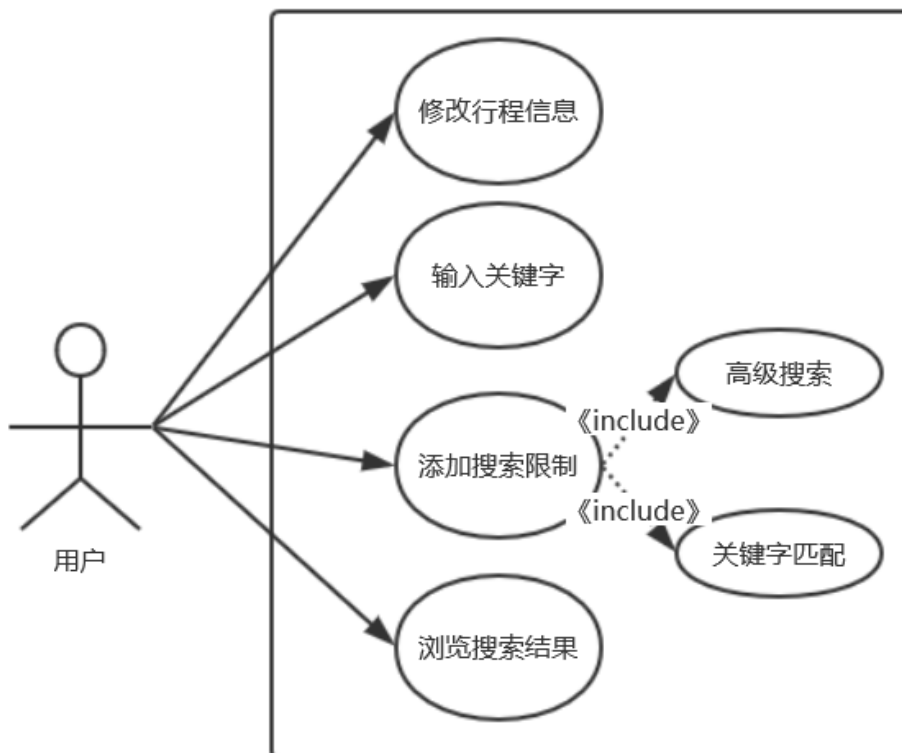 修改行程信息
输入关键字
高级搜索
《include》
添加搜索限制
《include》
关键字匹配
用户
浏览搜索结果